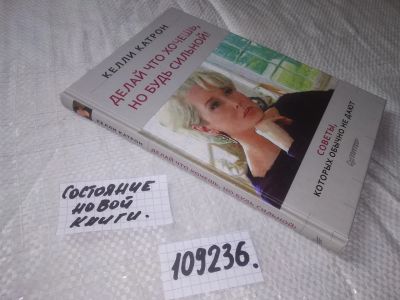 КЕЛЛИ КАТРОН
ДЕЛАЙ ЧТО ХОЧЕШЬ,
НО БУДЬ СИЛЬНОЙ!
СОВЕТЫ,
КОТОРЫХ ОБЫЧНО НЕ ДАЮТ
КЕЛЛИ КАТРОН
ДЕЛАЙ ЧТО ХОЧЕШЬ, НО БУДЬ СИЛЬНОЙ!
СОСТОЯНИЕ
НОВОЙ
КНИГИ.
109236.